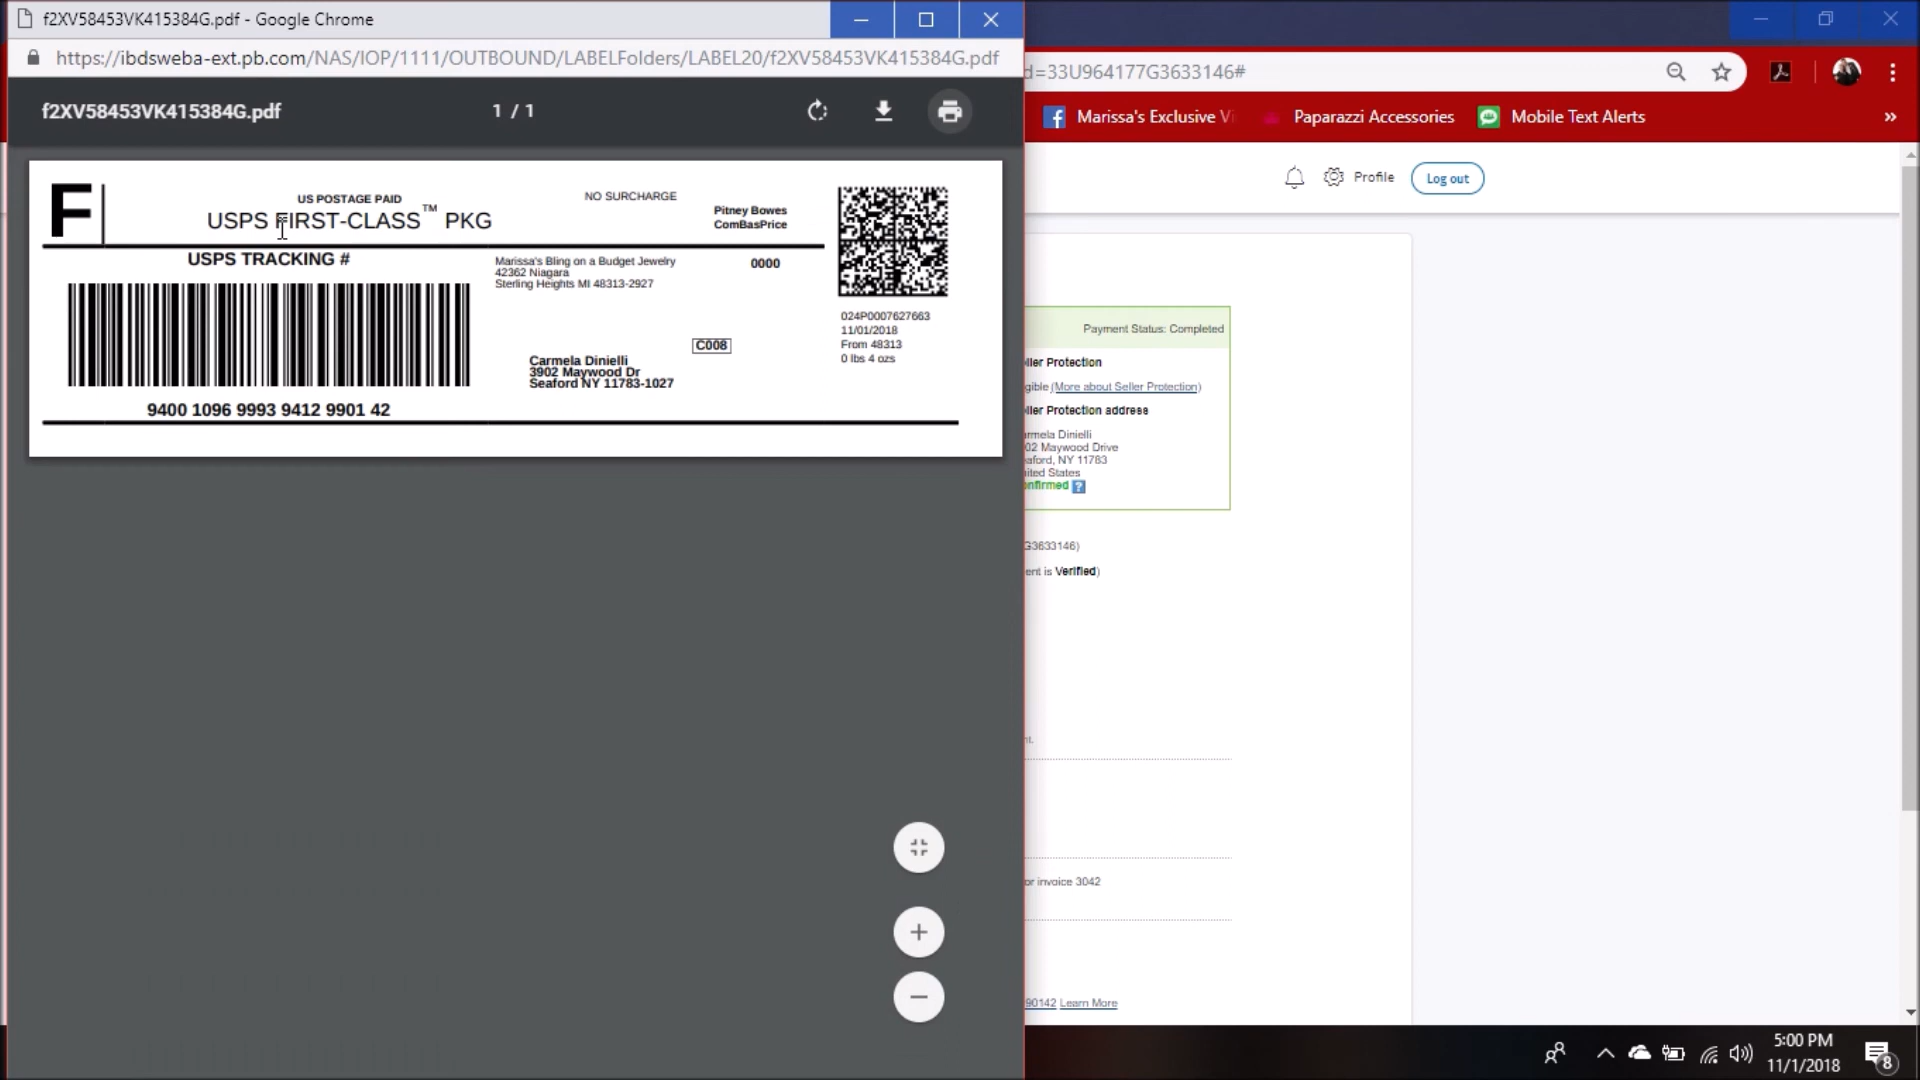 f2XV58453VK415384G.pdf - Google Chrome
https://ibdsweba-ext.pb.com/NAS/IOP/1111/OUTBOUND/LABELFolders/LABEL20/f2XV58453VK415384G.pdf
d=33U964177G3633146#
f2XV58453VK415384G.pdf
1 / 1
Marissa's Exclusive Vi
Paparazzi Accessories
Mobile Text Alerts
»
Profile
Log out
F
US POSTAGE PAID
USPS FIRST-CLASS™ PKG
NO SURCHARGE
Pitney Bowes
ComBasPrice
USPS TRACKING #
9400 1096 9993 9412 9901 42
Marissa's Bling on a Budget Jewelry
42362 Niagara
Sterling Heights MI 48313-2927
0000
C008
Carmela Dinielli
3902 Maywood Dr
Seaford NY 11783-1027
024P0007627663
11/01/2018
From 48313
0 lbs 4 ozs
Payment Status: Completed
ller Protection
gible (More about Seller Protection)
ller Protection address
rmela Dinielli
02 Maywood Drive
aford, NY 11783
ited States
onfirmed ?
G3633146)
ent is Verified)
nt.
or invoice 3042
90142 Learn More
5:00 PM
11/1/2018
8